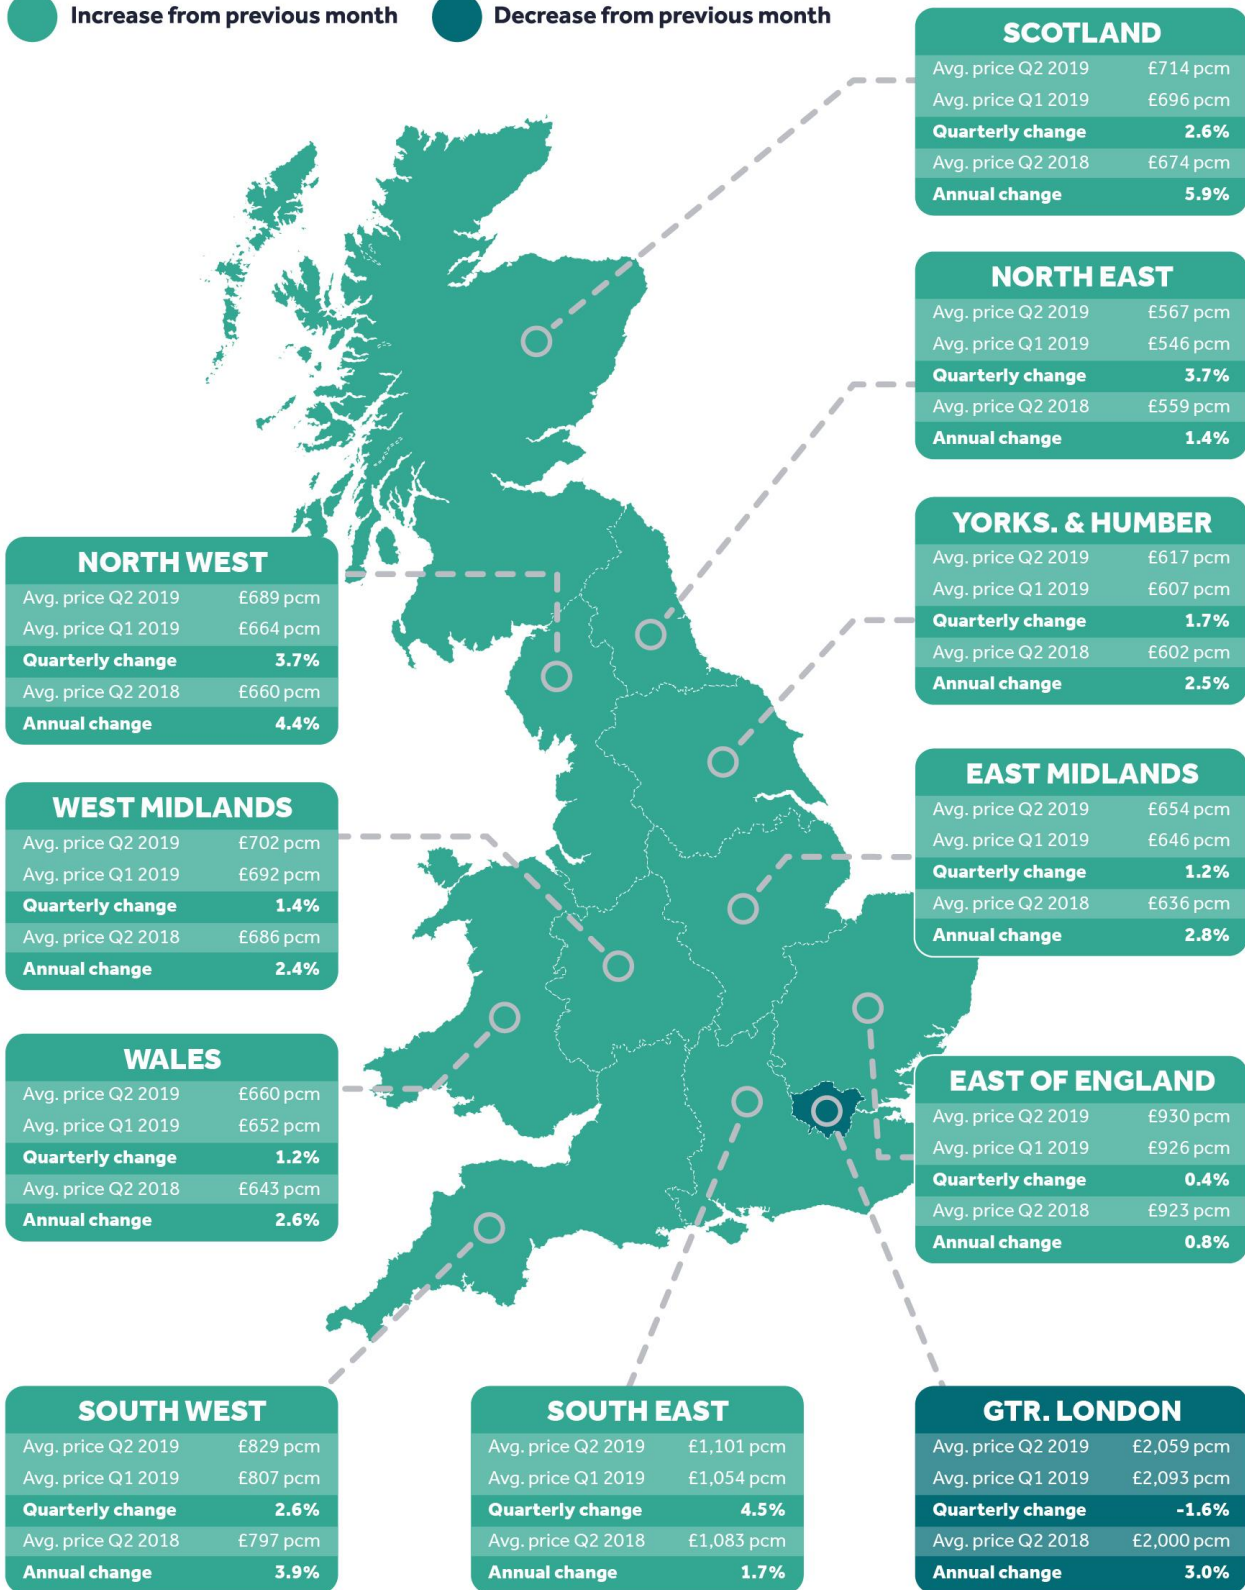 Increase from previous month
Decrease from previous month
SCOTLAND
Avg. price Q2 2019 £714 pcm
Avg. price Q1 2019 £696 pcm
Quarterly change 2.6%
Avg. price Q2 2018 £674 pcm
Annual change 5.9%
NORTH EAST
Avg. price Q2 2019 £567 pcm
Avg. price Q1 2019 £546 pcm
Quarterly change 3.7%
Avg. price Q2 2018 £559 pcm
Annual change 1.4%
YORKS. & HUMBER
Avg. price Q2 2019 £617 pcm
Avg. price Q1 2019 £607 pcm
Quarterly change 1.7%
Avg. price Q2 2018 £602 pcm
Annual change 2.5%
NORTH WEST
Avg. price Q2 2019 £689 pcm
Avg. price Q1 2019 £664 pcm
Quarterly change 3.7%
Avg. price Q2 2018 £660 pcm
Annual change 4.4%
EAST MIDLANDS
Avg. price Q2 2019 £654 pcm
Avg. price Q1 2019 £646 pcm
Quarterly change 1.2%
Avg. price Q2 2018 £636 pcm
Annual change 2.8%
WEST MIDLANDS
Avg. price Q2 2019 £702 pcm
Avg. price Q1 2019 £692 pcm
Quarterly change 1.4%
Avg. price Q2 2018 £686 pcm
Annual change 2.4%
WALES
Avg. price Q2 2019 £660 pcm
Avg. price Q1 2019 £652 pcm
Quarterly change 1.2%
Avg. price Q2 2018 £643 pcm
Annual change 2.6%
EAST OF ENGLAND
Avg. price Q2 2019 £930 pcm
Avg. price Q1 2019 £926 pcm
Quarterly change 0.4%
Avg. price Q2 2018 £923 pcm
Annual change 0.8%
SOUTH WEST
Avg. price Q2 2019 £829 pcm
Avg. price Q1 2019 £807 pcm
Quarterly change 2.6%
Avg. price Q2 2018 £797 pcm
Annual change 3.9%
SOUTH EAST
Avg. price Q2 2019 £1,101 pcm
Avg. price Q1 2019 £1,054 pcm
Quarterly change 4.5%
Avg. price Q2 2018 £1,083 pcm
Annual change 1.7%
GTR. LONDON
Avg. price Q2 2019 £2,059 pcm
Avg. price Q1 2019 £2,093 pcm
Quarterly change -1.6%
Avg. price Q2 2018 £2,000 pcm
Annual change 3.0%